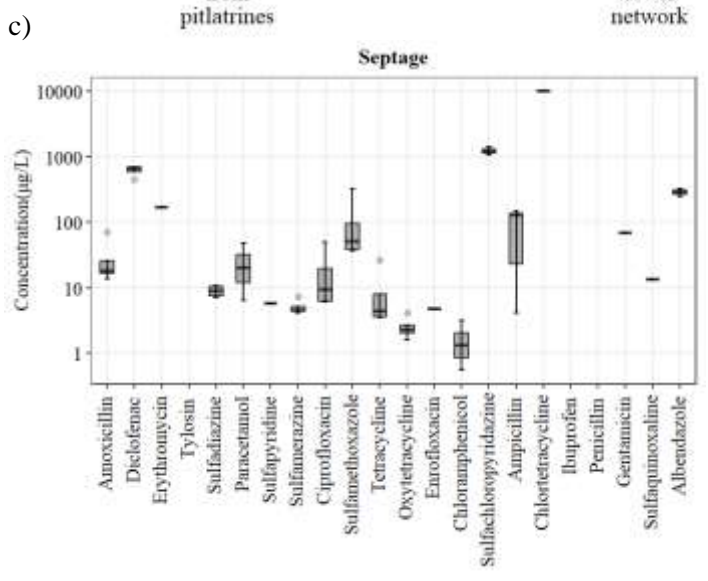 pitlatrines
network
c)
Septage
Concentration(µg/L)
10000
1000
100
10
1
Amoxicillin
Diclofenac
Erythromycin
Tylosin
Sulfadiazine
Paracetamol
Sulfapyridine
Sulfamerazine
Ciprofloxacin
Sulfamethoxazole
Tetracycline
Oxytetracycline
Enrofloxacin
Chloramphenicol
Sulfachloropyridazine
Ampicillin
Chlortetracycline
Ibuprofen
Penicillin
Gentamicin
Sulfaquinoxaline
Albendazole